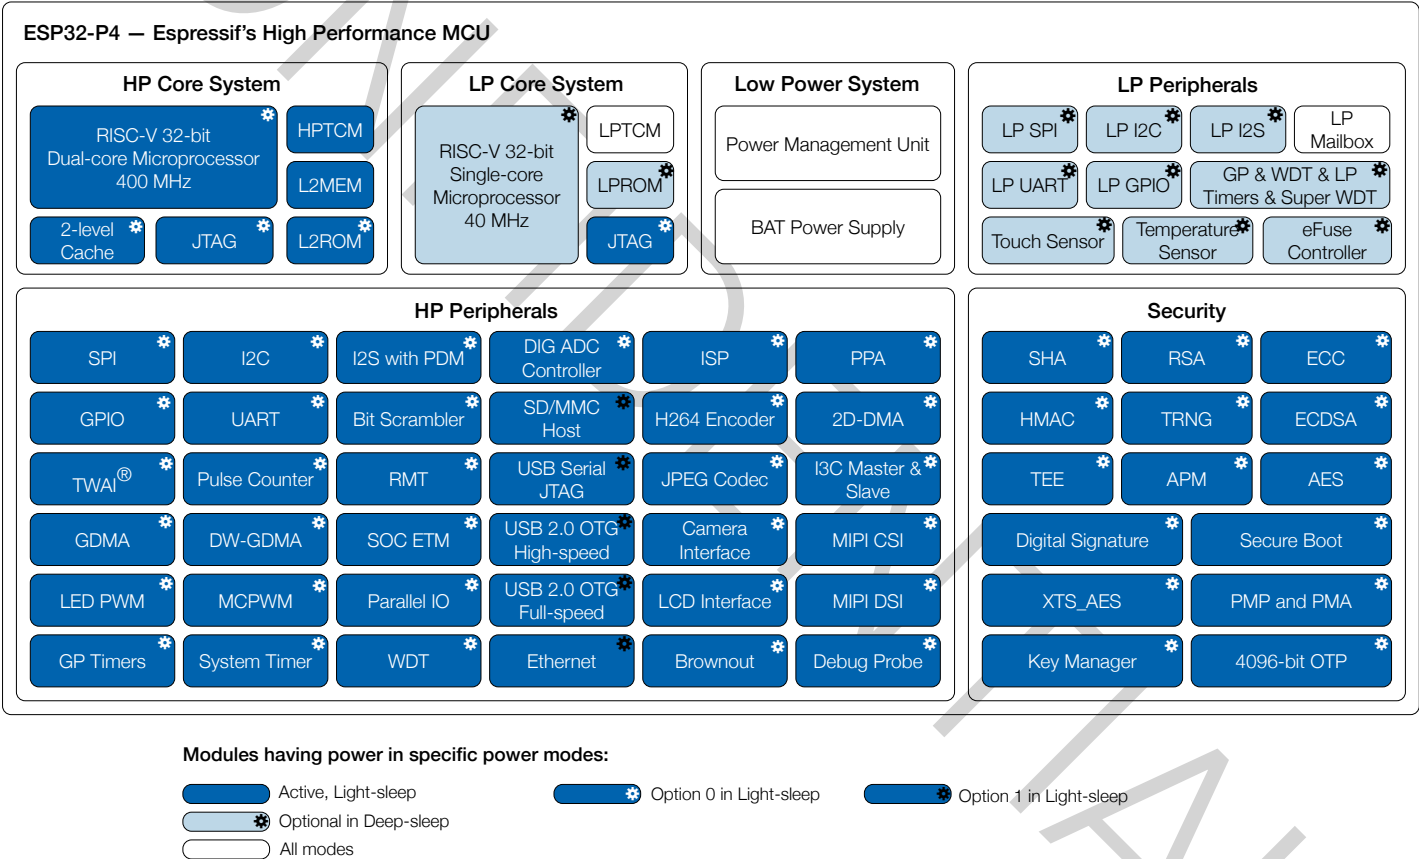 ESP32-P4 — Espressif's High Performance MCU
HP Core System
RISC-V 32-bit
Dual-core Microprocessor
400 MHz
HPTCM
L2MEM
2-level
Cache
JTAG
L2ROM
LP Core System
RISC-V 32-bit
Single-core
Microprocessor
40 MHz
LPTCM
LPROM
JTAG
Low Power System
Power Management Unit
BAT Power Supply
LP Peripherals
LP SPI
LP I2C
LP I2S
LP
Mailbox
LP UART
LP GPIO
GP & WDT & LP
Timers & Super WDT
Touch Sensor
Temperature
Sensor
eFuse
Controller
HP Peripherals
SPI
I2C
I2S with PDM
DIG ADC
Controller
ISP
PPA
GPIO
UART
Bit Scrambler
SD/MMC
Host
H264 Encoder
2D-DMA
TWAI®
Pulse Counter
RMT
USB Serial
JTAG
JPEG Codec
I3C Master &
Slave
GDMA
DW-GDMA
SOC ETM
USB 2.0 OTG
High-speed
Camera
Interface
MIPI CSI
LED PWM
MCPWM
Parallel IO
USB 2.0 OTG
Full-speed
LCD Interface
MIPI DSI
GP Timers
System Timer
WDT
Ethernet
Brownout
Debug Probe
Security
SHA
RSA
ECC
HMAC
TRNG
ECDSA
TEE
APM
AES
Digital Signature
Secure Boot
XTS_AES
PMP and PMA
Key Manager
4096-bit OTP
Modules having power in specific power modes:
Active, Light-sleep
Option 0 in Light-sleep
Option 1 in Light-sleep
Optional in Deep-sleep
All modes